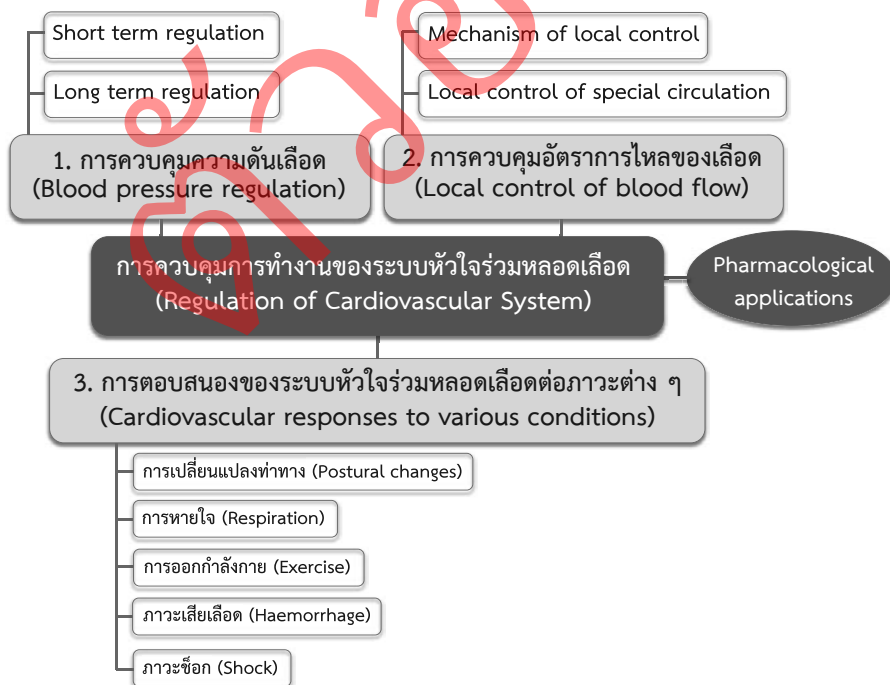 Short term regulation
Long term regulation
1. การควบคุมความดันเลือด
(Blood pressure regulation)
Mechanism of local control
Local control of special circulation
2. การควบคุมอัตราการไหลของเลือด
(Local control of blood flow)
การควบคุมการทำงานของระบบหัวใจร่วมหลอดเลือด
(Regulation of Cardiovascular System)
Pharmacological
applications
3. การตอบสนองของระบบหัวใจร่วมหลอดเลือดต่อภาวะต่าง ๆ
(Cardiovascular responses to various conditions)
การเปลี่ยนแปลงท่าทาง (Postural changes)
การหายใจ (Respiration)
การออกกำลังกาย (Exercise)
ภาวะเสียเลือด (Haemorrhage)
ภาวะช็อก (Shock)